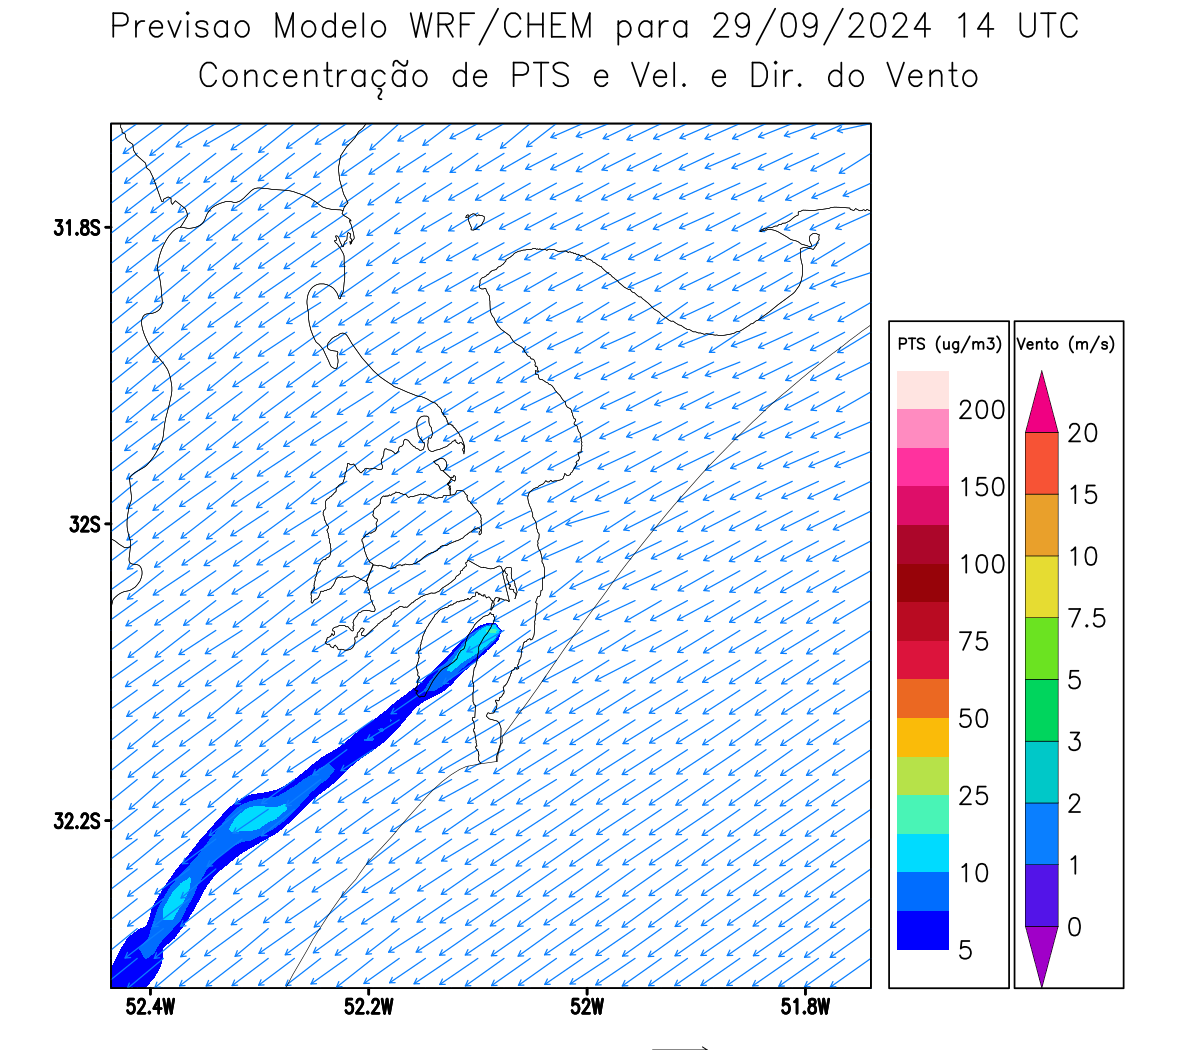 Previsao Modelo WRF/CHEM para 29/09/2024 14 UTC
Concentração de PTS e Vel. e Dir. do Vento
31.8S
32S
32.2S
52.4W
52.2W
52W
51.8W
PTS (ug/m3)
200
150
100
75
50
25
10
5
Vento (m/s)
20
15
10
7.5
5
3
2
1
0